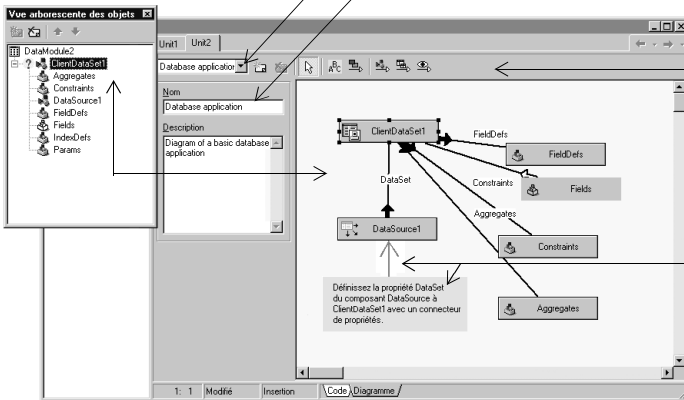 Vue arborescente des objets
DataModule2
? ClientDataSet1
Aggregates
Constraints
DataSource1
FieldDefs
Fields
IndexDefs
Params
Unit1 Unit2
Database application
Nom
Database application
Description
Diagram of a basic database
application
ABC
ClientDataSet1
FieldDefs
FieldDefs
DataSet
Constraints
Fields
Aggregates
DataSource1
Constraints
Définissez la propriété DataSet
du composant DataSource à
ClientDataSet1 avec un connecteur
de propriétés.
Aggregates
1: 1 Modifié Insertion Code Diagramme